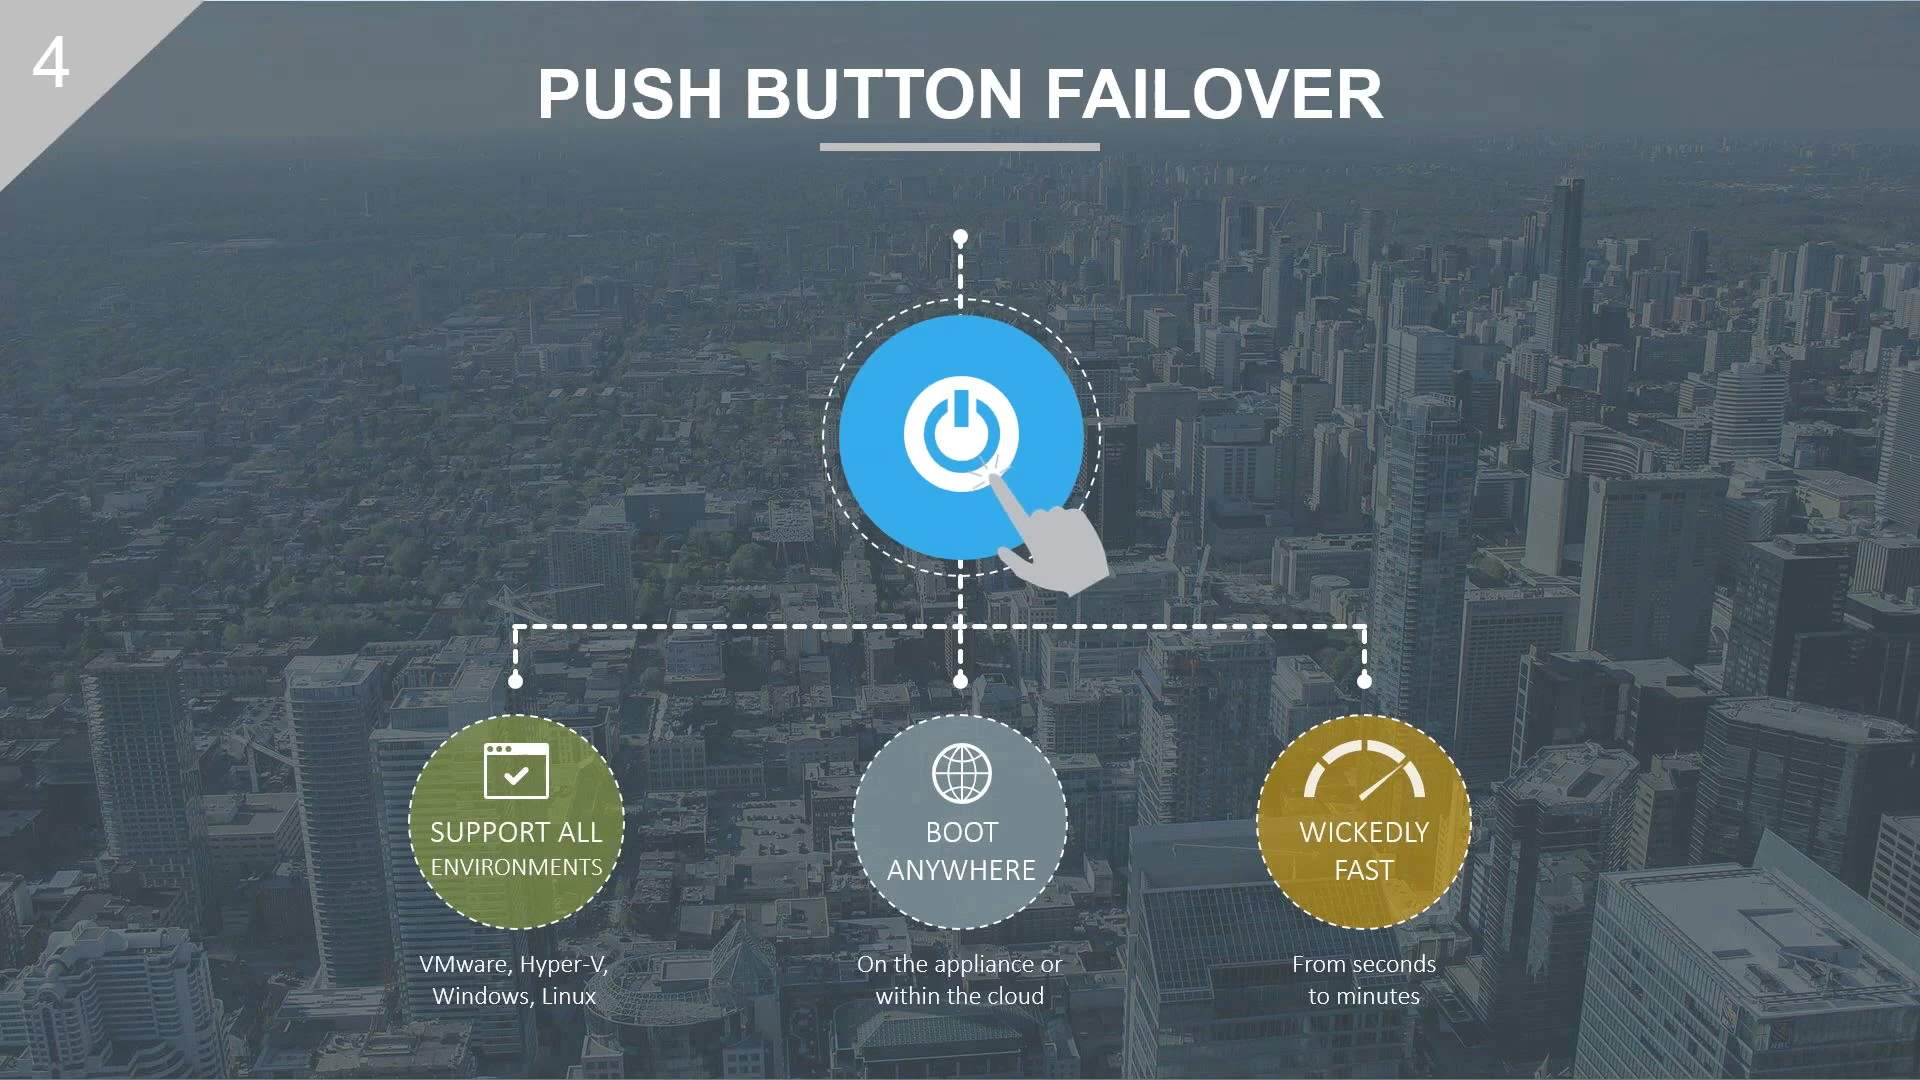 4
PUSH BUTTON FAILOVER
SUPPORT ALL
ENVIRONMENTS
VMware, Hyper-V,
Windows, Linux
BOOT
ANYWHERE
On the appliance or
within the cloud
WICKEDLY
FAST
From seconds
to minutes